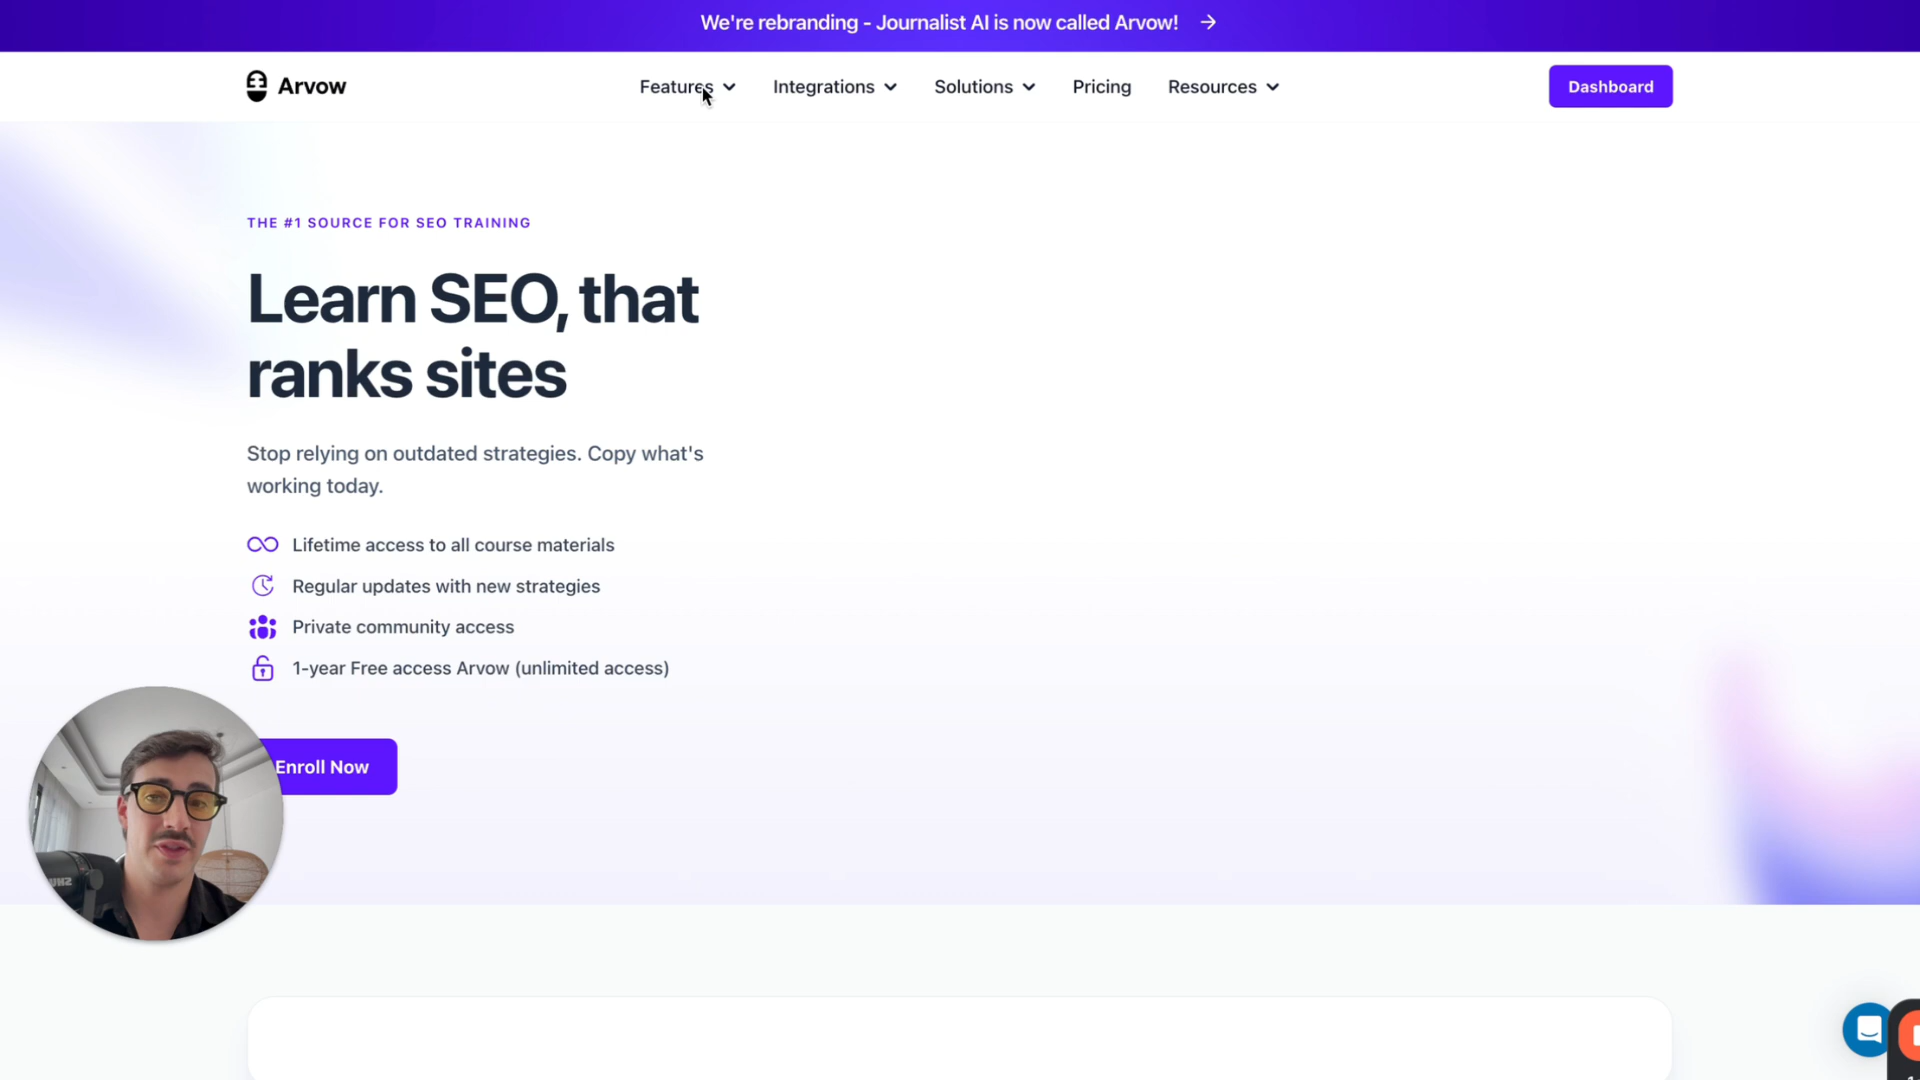 We're rebranding - Journalist AI is now called Arvow! →
Arvow
Features Integrations Solutions Pricing Resources Dashboard
THE #1 SOURCE FOR SEO TRAINING
Learn SEO, that
ranks sites
Stop relying on outdated strategies. Copy what's
working today.
Lifetime access to all course materials
Regular updates with new strategies
Private community access
1-year Free access Arvow (unlimited access)
Enroll Now